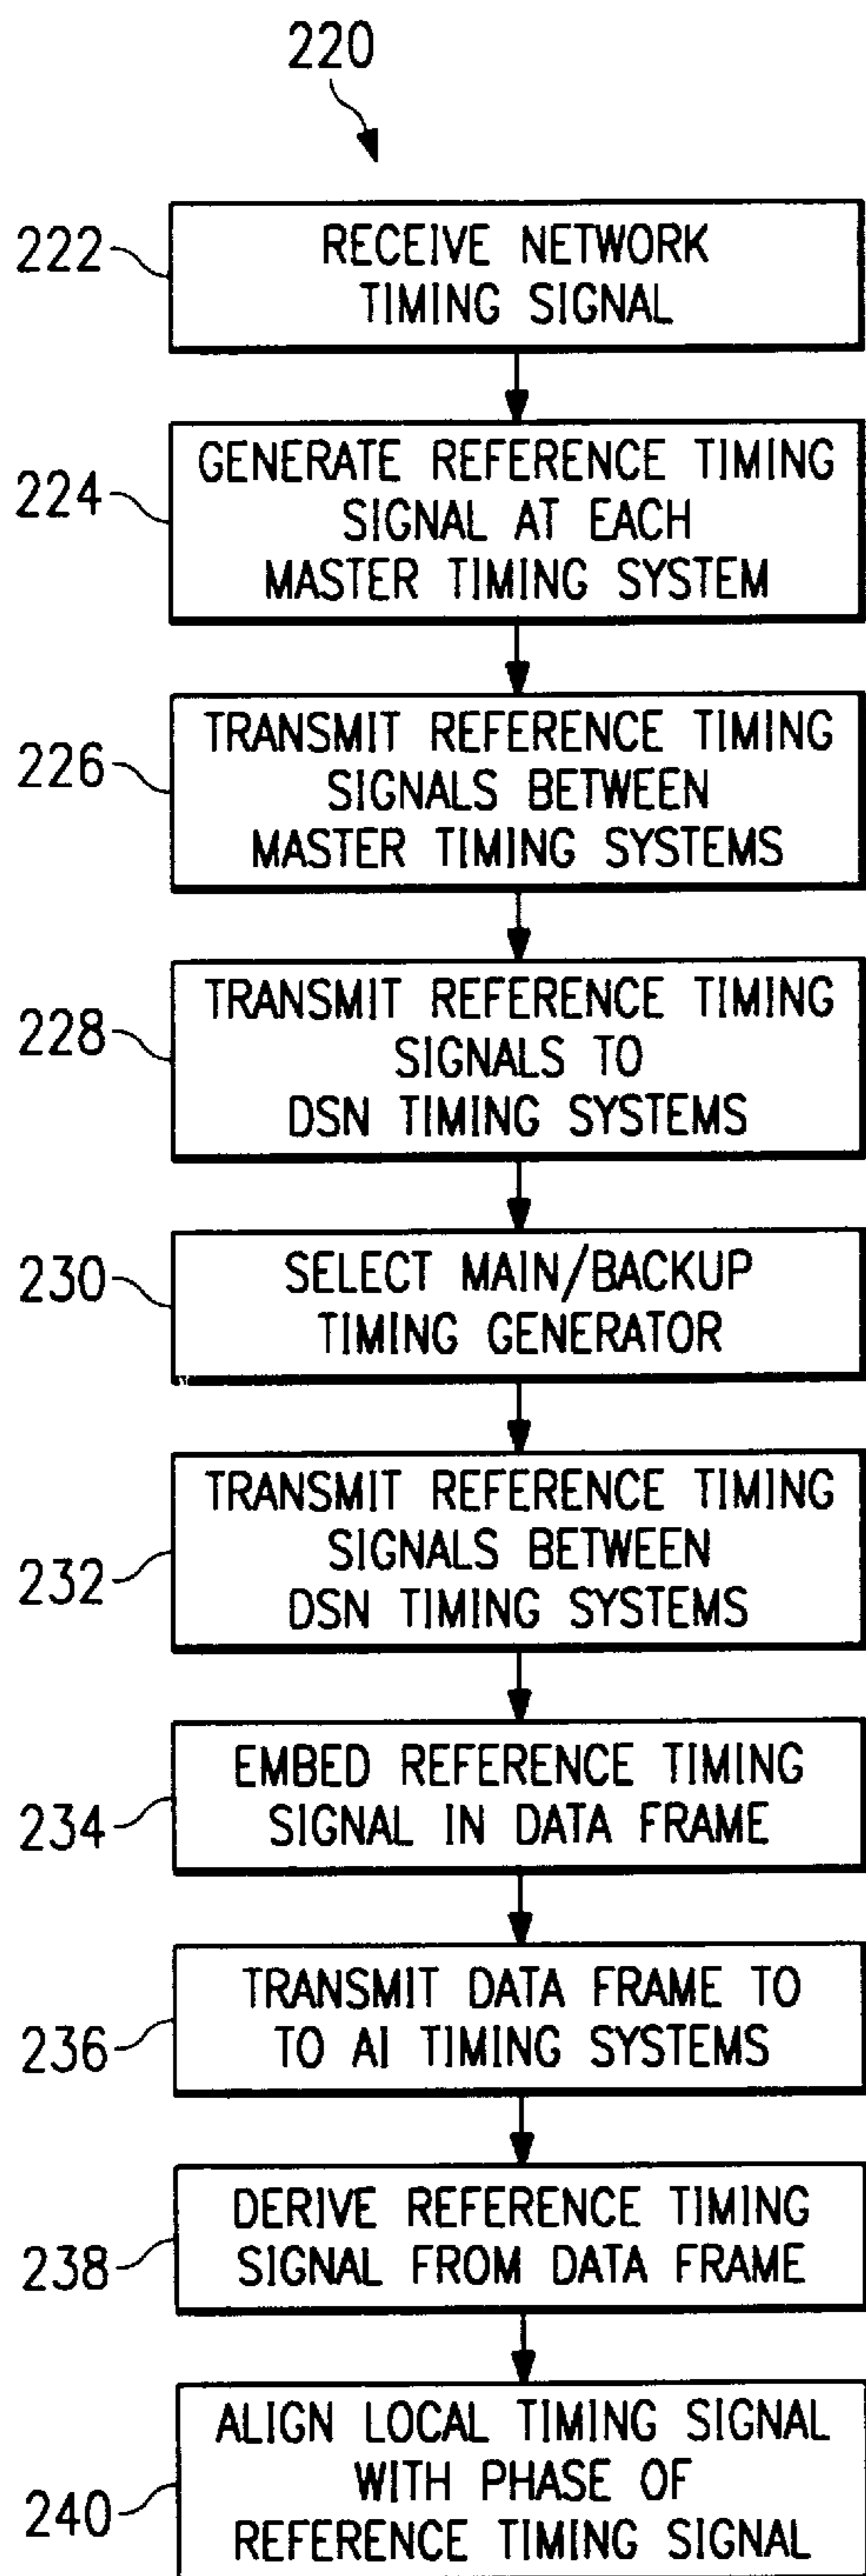 220
222
RECEIVE NETWORK
TIMING SIGNAL
224
GENERATE REFERENCE TIMING
SIGNAL AT EACH
MASTER TIMING SYSTEM
226
TRANSMIT REFERENCE TIMING
SIGNALS BETWEEN
MASTER TIMING SYSTEMS
228
TRANSMIT REFERENCE TIMING
SIGNALS TO
DSN TIMING SYSTEMS
230
SELECT MAIN/BACKUP
TIMING GENERATOR
232
TRANSMIT REFERENCE TIMING
SIGNALS BETWEEN
DSN TIMING SYSTEMS
234
EMBED REFERENCE TIMING
SIGNAL IN DATA FRAME
236
TRANSMIT DATA FRAME TO
TO AI TIMING SYSTEMS
238
DERIVE REFERENCE TIMING
SIGNAL FROM DATA FRAME
240
ALIGN LOCAL TIMING SIGNAL
WITH PHASE OF
REFERENCE TIMING SIGNAL